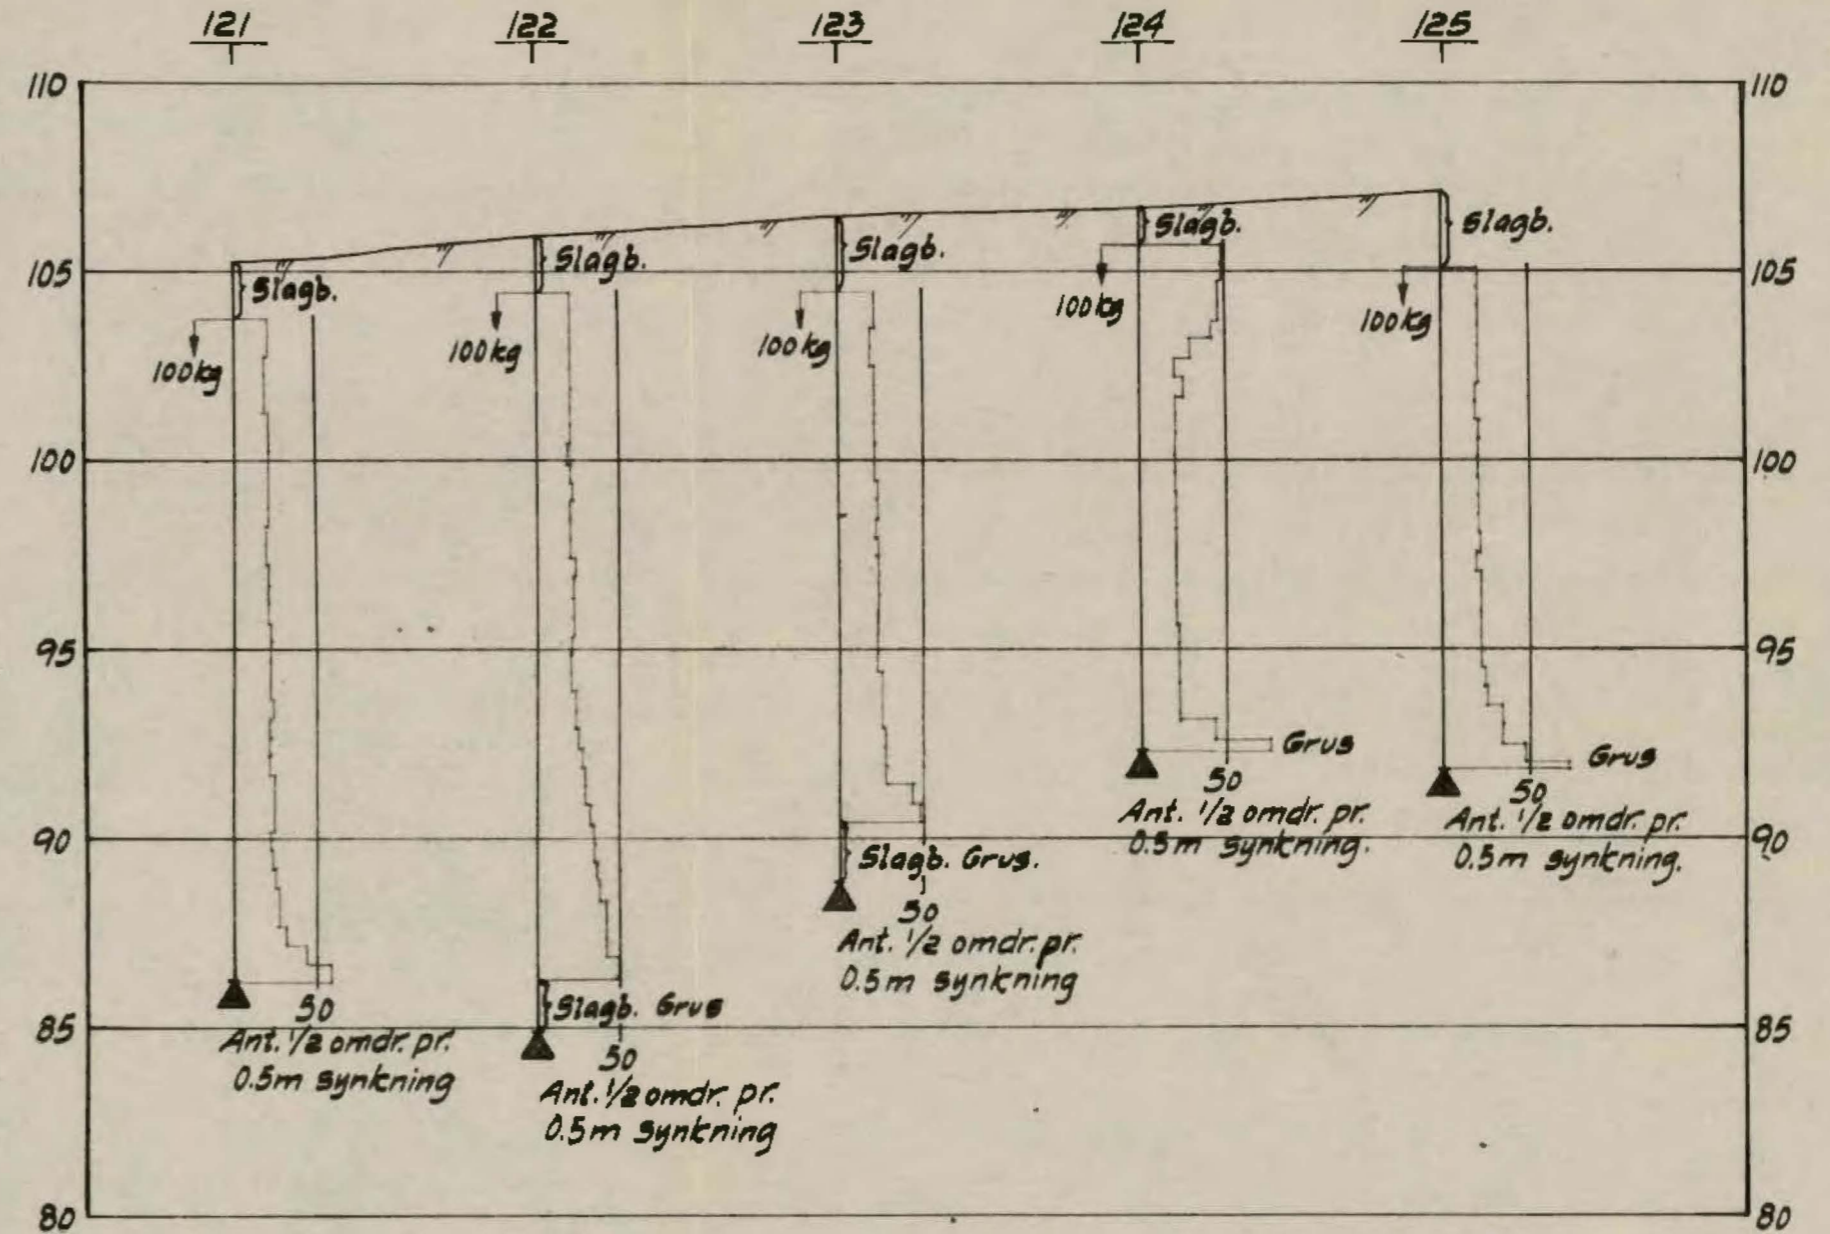 121 122 123 124 125
110 110
Slagb. Slagb. Slagb. Slagb. Slagb.
105 105
100kg 100kg 100kg 100kg 100kg
100 100
95 95
Grus Grus
50 50
Ant. 1/2 omdr. pr. Ant. 1/2 omdr. pr.
90 0.5m synkning. 0.5m synkning. 90
Slagb. Grus.
50
Ant. 1/2 omdr. pr.
0.5m synkning
50 Slagb. Grus
85 85
Ant. 1/2 omdr. pr. 50
0.5m synkning
Ant. 1/2 omdr. pr.
0.5m synkning
80 80